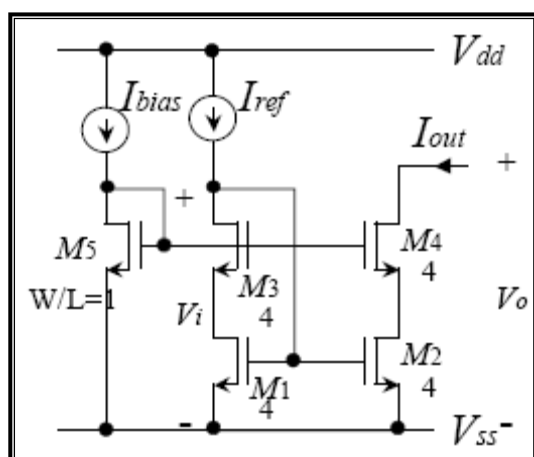 Vdd
Ibias
Iref
Iout
+
+
M5
M4
4
W/L=1
M3
4
Vi
Vo
M1
4
M2
4
-
Vss-